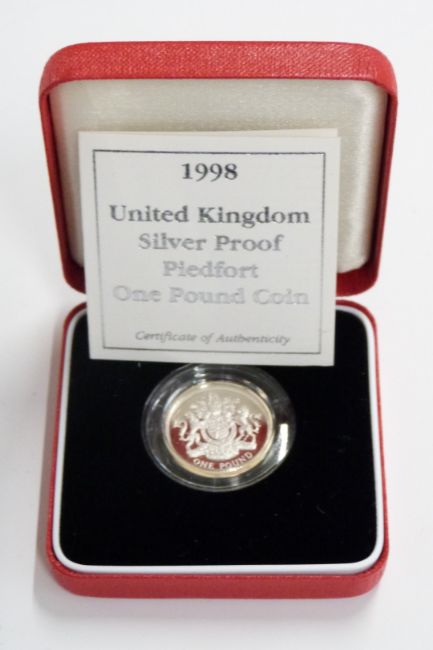 1998
United Kingdom
Silver Proof
Piedfort
One Pound Coin
Certificate of Authenticity
ONE POUND